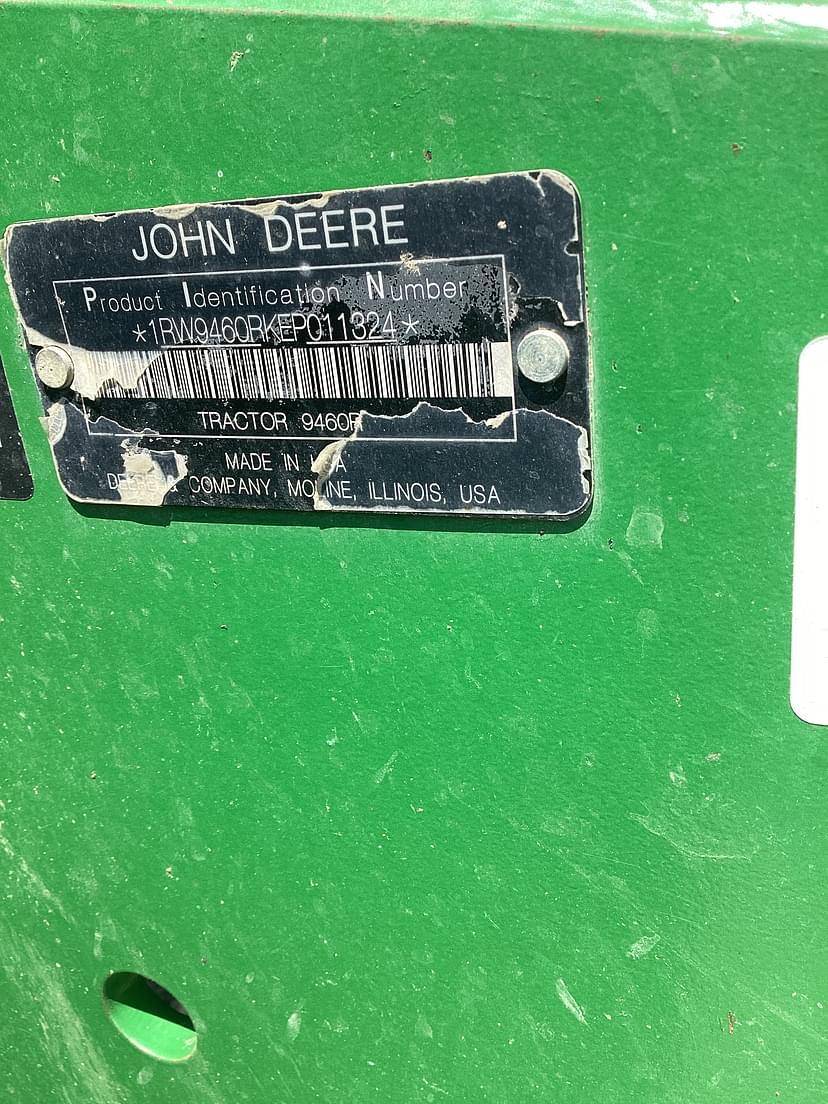 JOHN DEERE
Product Identification Number
*1RW9460RKEP011324*
TRACTOR 9460R
MADE IN
COMPANY, MOLINE, ILLINOIS, USA